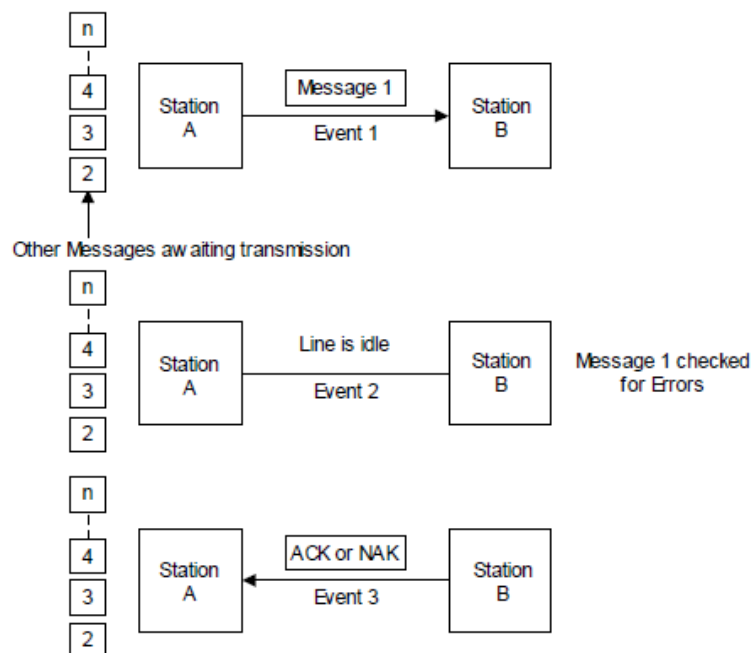 n
4
3
2
Station
A
Message 1
Event 1
Station
B
Other Messages awaiting transmission
n
4
3
2
Station
A
Line is idle
Event 2
Station
B
Message 1 checked
for Errors
n
4
3
2
Station
A
ACK or NAK
Event 3
Station
B